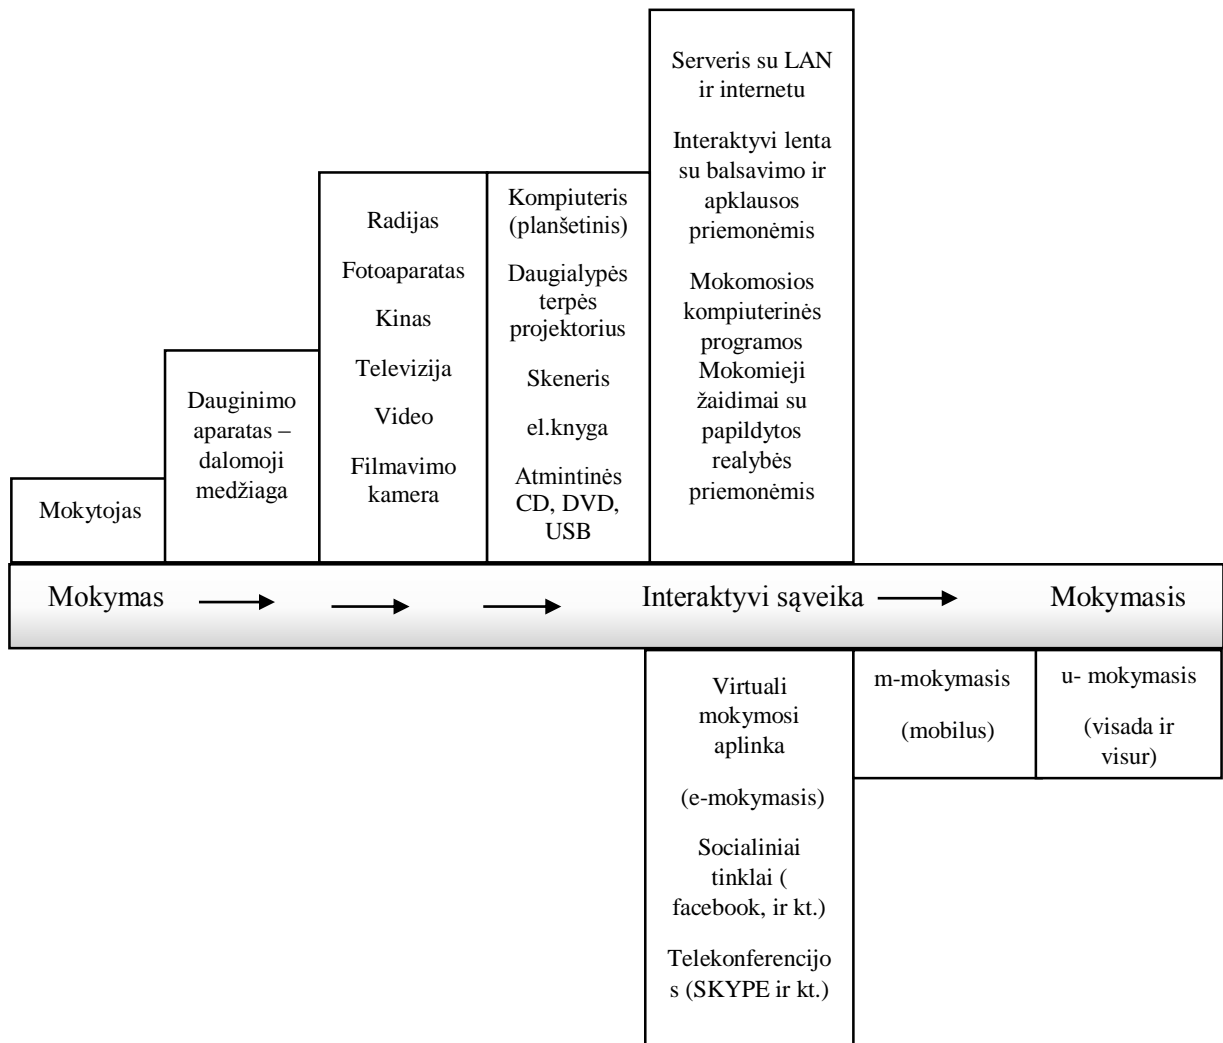 Mokytojas
Dauginimo
aparatas –
dalomoji
medžiaga
Radijas
Fotoaparatas
Kinas
Televizija
Video
Filmavimo
kamera
Kompiuteris
(planšetinis)
Daugialypės
terpės
projektorius
Skeneris
el.knyga
Atmintinės
CD, DVD,
USB
Serveris su LAN
ir internetu
Interaktyvi lenta
su balsavimo ir
apklausos
priemonėmis
Mokomosios
kompiuterinės
programos
Mokomieji
žaidimai su
papildytos
realybės
priemonėmis
Mokymas
Interaktyvi sąveika
Mokymasis
Virtuali
mokymosi
aplinka
(e-mokymasis)
Socialiniai
tinklai (
facebook, ir kt.)
Telekonferencijo
s (SKYPE ir kt.)
m-mokymasis
(mobilus)
u- mokymasis
(visada ir
visur)